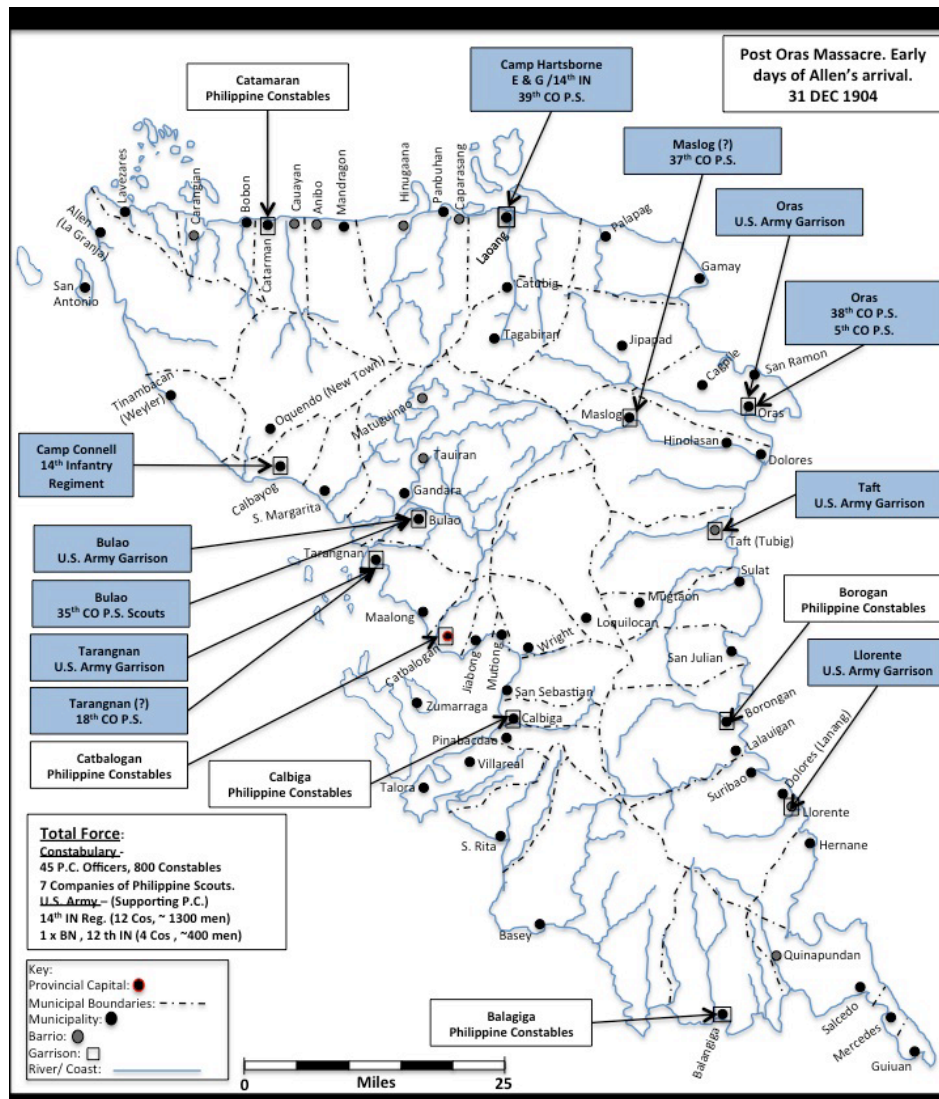 Post Oras Massacre. Early
days of Allen's arrival.
31 DEC 1904
Catamaran
Philippine Constables
Camp Hartsborne
E & G /14th IN
39th CO P.S.
Maslog (?)
37th CO P.S.
Oras
U.S. Army Garrison
Oras
38th CO P.S.
5th CO P.S.
Lavezares
Carangian
Bobon
Cauayan
Anibo
Mandragon
Hinugaana
Panbuhan
Caparasang
Allen
(La Granja)
Catarman
Laoang
Palapag
San
Antonio
Catubig
Gamay
Tagabiran
Jipapad
Cagpile
San Ramon
Tinambacan
(Weyler)
Oquendo (New Town)
Matuguinao
Maslog
Oras
Hinolasan
Dolores
Camp Connell
14th Infantry
Regiment
Calbayog
S. Margarita
Tauiran
Gandara
Bulao
Taft
U.S. Army Garrison
Taft (Tubig)
Bulao
U.S. Army Garrison
Tarangnan
Sulat
Bulao
35th CO P.S. Scouts
Mugtaon
Borogan
Philippine Constables
Maalong
Loquilocan
Tarangnan
U.S. Army Garrison
Catbalogan
Jiabong
Mutiong
Wright
San Julian
Llorente
U.S. Army Garrison
Tarangnan (?)
18th CO P.S.
Zumarraga
San Sebastian
Calbiga
Borongan
Catbalogan
Philippine Constables
Pinabacdao
Lalauigan
Calbiga
Philippine Constables
Villareal
Talora
Suribao
Dolores (Lanang)
Llorente
S. Rita
Hernane
Total Force:
Constabulary -
45 P.C. Officers, 800 Constables
7 Companies of Philippine Scouts.
U.S. Army – (Supporting P.C.)
14th IN Reg. (12 Cos, ~ 1300 men)
1 x BN , 12 th IN (4 Cos , ~400 men)
Basey
Quinapundan
Key:
Provincial Capital:
Municipal Boundaries:
Municipality:
Barrio:
Garrison:
River/ Coast:
Balagiga
Philippine Constables
Balangiga
Salcedo
Mercedes
Guiuan
0 Miles 25